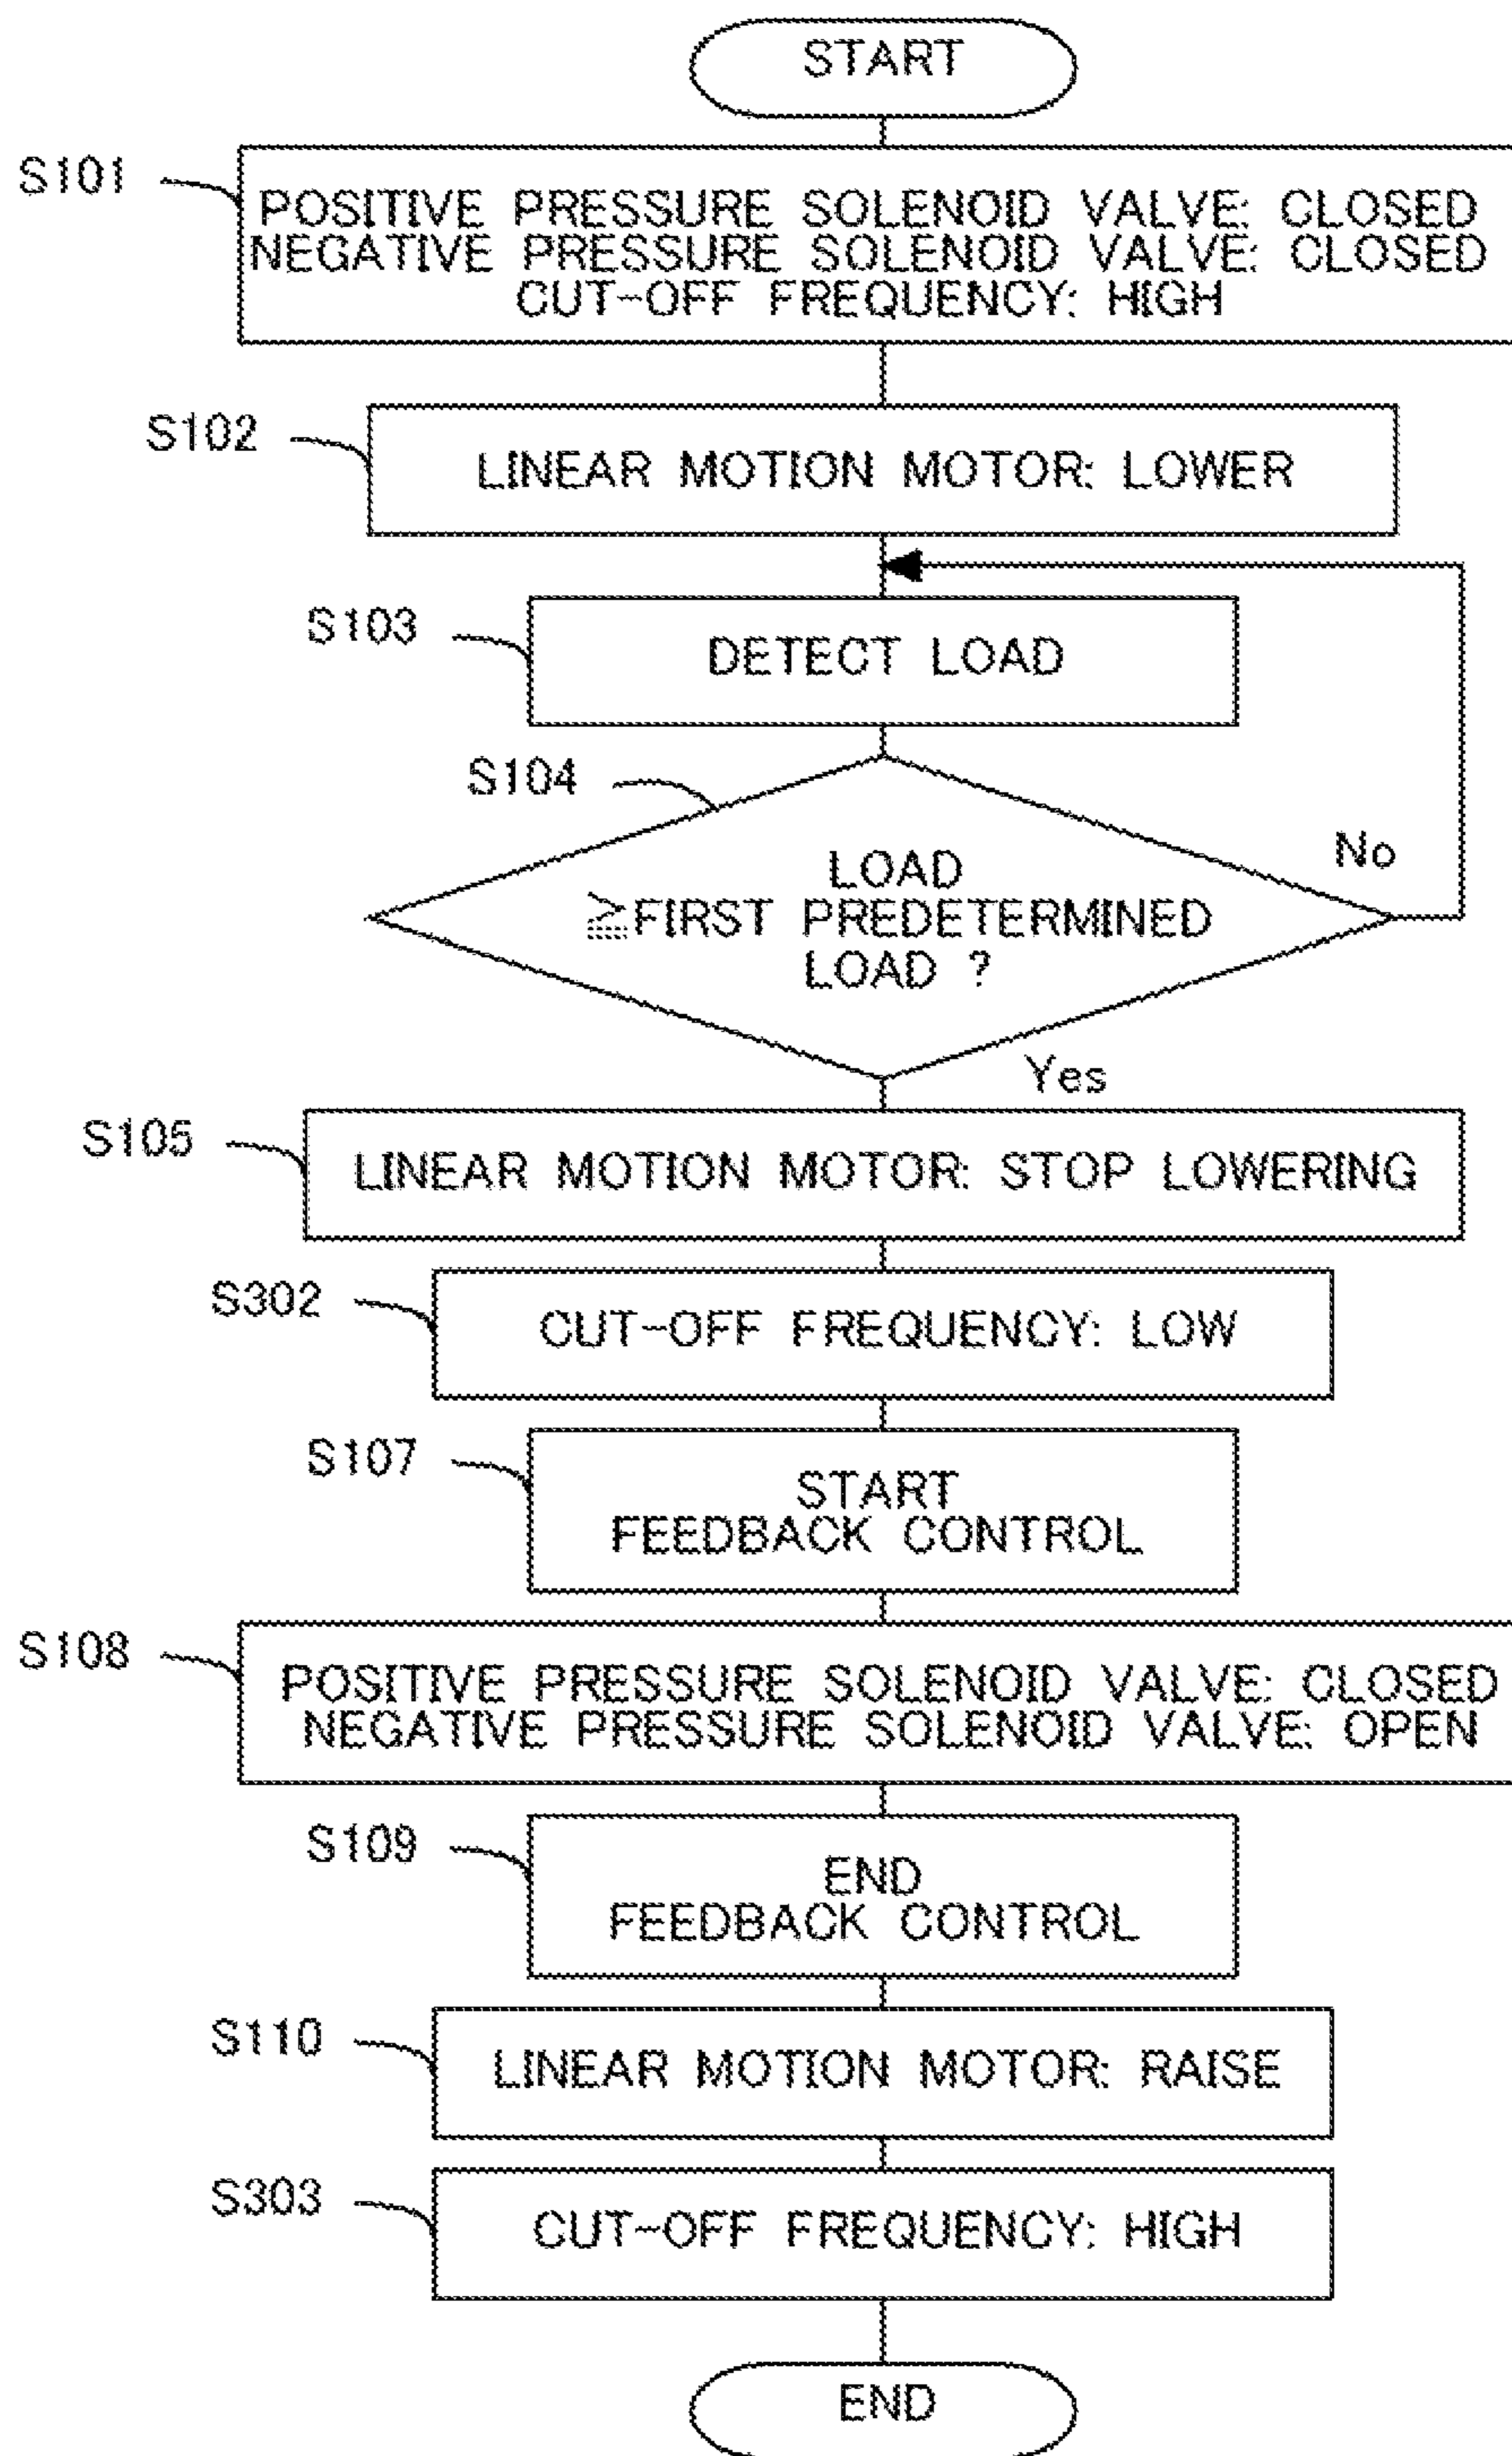 START
S101
POSITIVE PRESSURE SOLENOID VALVE: CLOSED
NEGATIVE PRESSURE SOLENOID VALVE: CLOSED
CUT-OFF FREQUENCY: HIGH
S102
LINEAR MOTION MOTOR: LOWER
S103
DETECT LOAD
S104
LOAD
≧FIRST PREDETERMINED
LOAD ?
No
Yes
S105
LINEAR MOTION MOTOR: STOP LOWERING
S302
CUT-OFF FREQUENCY: LOW
S107
START
FEEDBACK CONTROL
S108
POSITIVE PRESSURE SOLENOID VALVE: CLOSED
NEGATIVE PRESSURE SOLENOID VALVE: OPEN
S109
END
FEEDBACK CONTROL
S110
LINEAR MOTION MOTOR: RAISE
S303
CUT-OFF FREQUENCY: HIGH
END